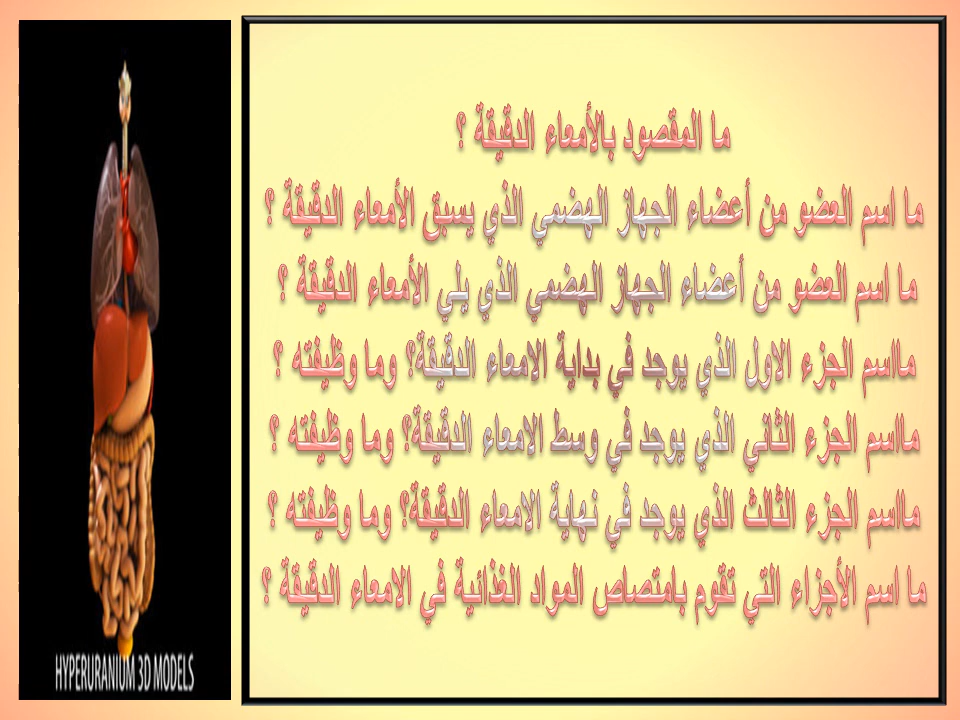 ما المقصود بالأمعاء الدقيقة ؟
ما اسم العضو من أعضاء الجهاز الهضمي الذي يسبق الأمعاء الدقيقة ؟
ما اسم العضو من أعضاء الجهاز الهضمي الذي يلي الأمعاء الدقيقة ؟
مااسم الجزء الاول الذي يوجد في بداية الامعاء الدقيقة؟ وما وظيفته ؟
مااسم الجزء الثاني الذي يوجد في وسط الامعاء الدقيقة؟ وما وظيفته ؟
مااسم الجزء الثالث الذي يوجد في نهاية الامعاء الدقيقة؟ وما وظيفته ؟
ما اسم الأجزاء التي تقوم بامتصاص المواد الغذائية في الامعاء الدقيقة ؟
HYPERURANIUM 3D MODELS